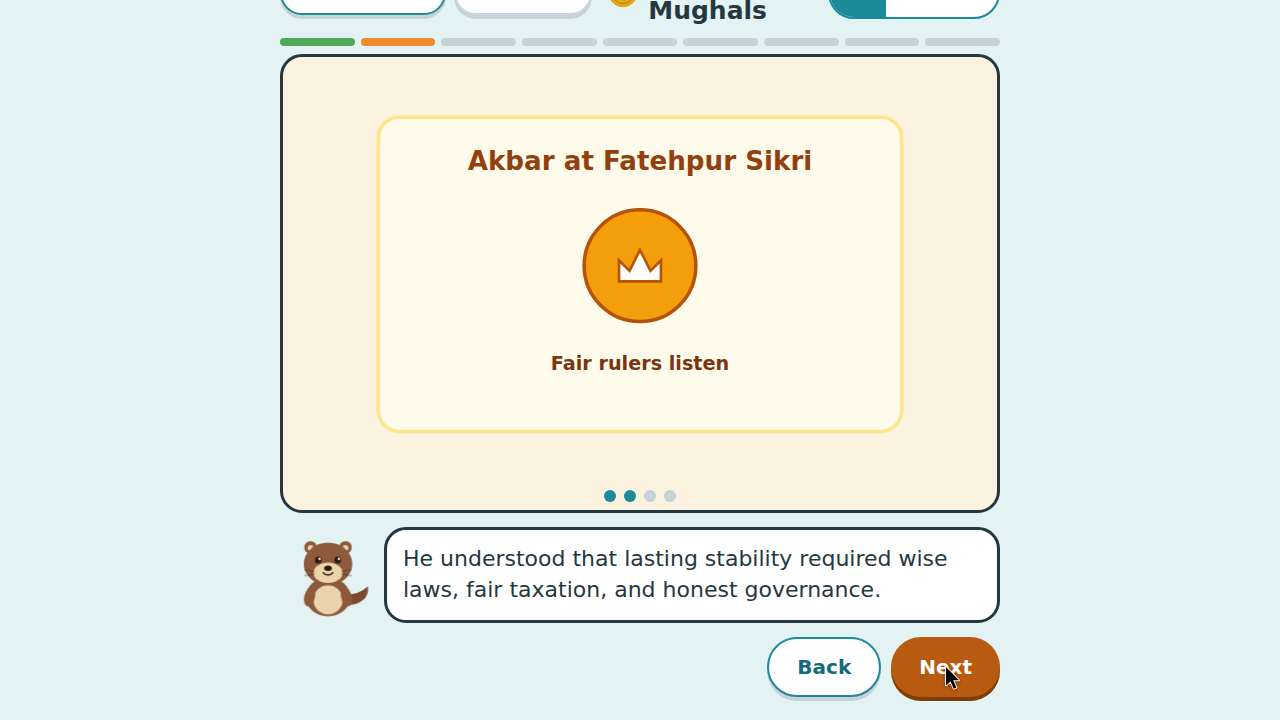 Mughals
Akbar at Fatehpur Sikri
Fair rulers listen
He understood that lasting stability required wise
laws, fair taxation, and honest governance.
Back
Next